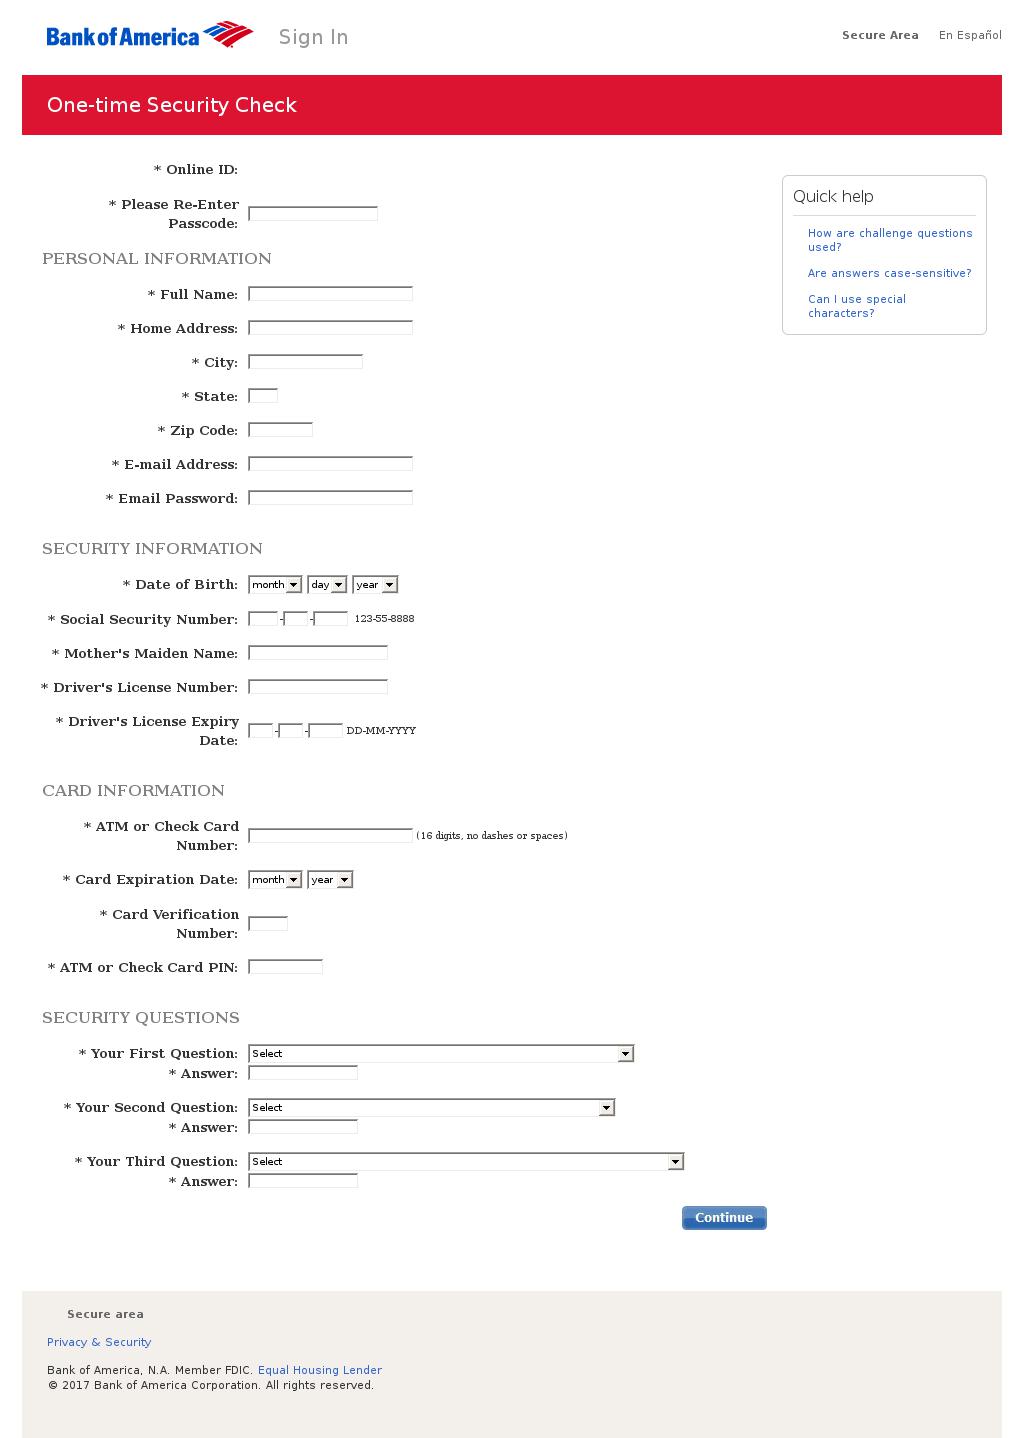 Bank of America Sign In
Secure Area En Español
One-time Security Check
* Online ID:
* Please Re-Enter
Passcode:
PERSONAL INFORMATION
* Full Name:
* Home Address:
* City:
* State:
* Zip Code:
* E-mail Address:
* Email Password:
SECURITY INFORMATION
* Date of Birth: month day year
* Social Security Number: - - 123-55-8888
* Mother's Maiden Name:
* Driver's License Number:
* Driver's License Expiry
Date: - - DD-MM-YYYY
CARD INFORMATION
* ATM or Check Card
Number: (16 digits, no dashes or spaces)
* Card Expiration Date: month year
* Card Verification
Number:
* ATM or Check Card PIN:
SECURITY QUESTIONS
* Your First Question: Select
* Answer:
* Your Second Question: Select
* Answer:
* Your Third Question: Select
* Answer:
Continue
Quick help
How are challenge questions
used?
Are answers case-sensitive?
Can I use special
characters?
Secure area
Privacy & Security
Bank of America, N.A. Member FDIC. Equal Housing Lender
© 2017 Bank of America Corporation. All rights reserved.